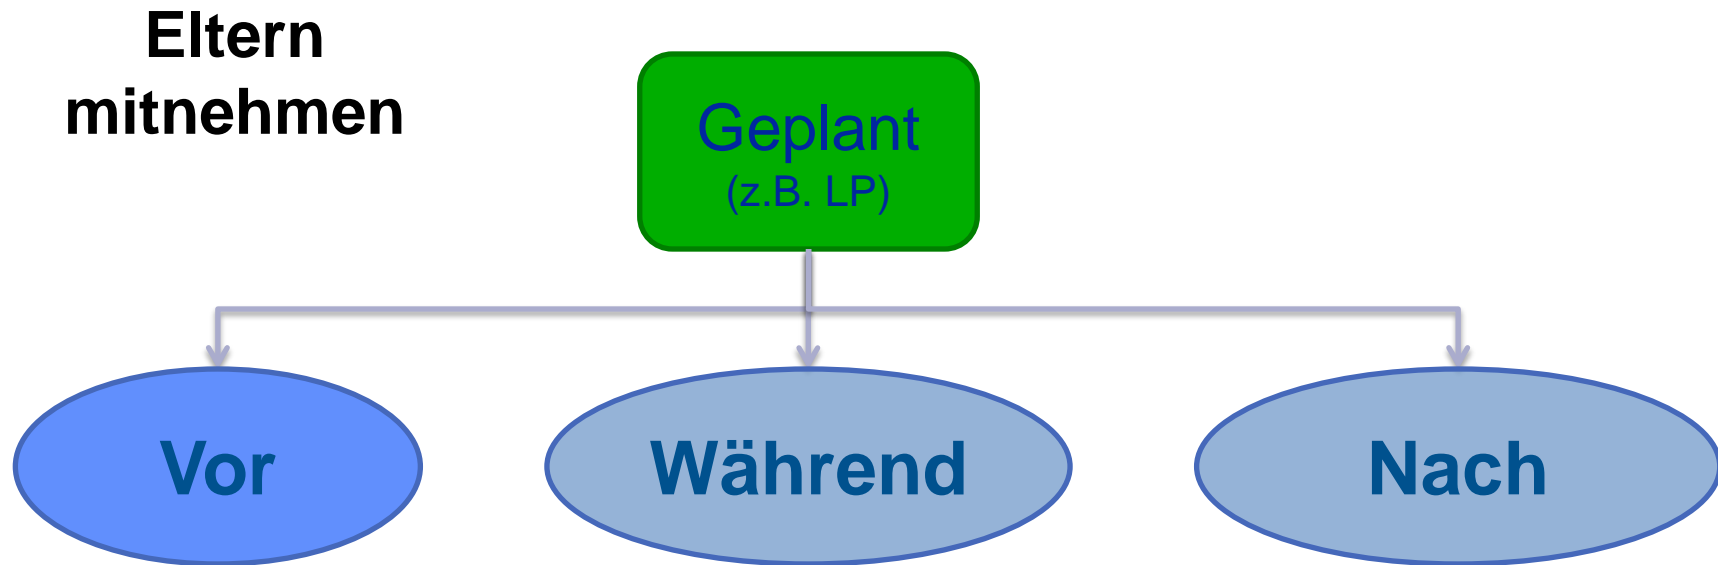 Eltern
mitnehmen
Geplant
(z.B. LP)
Vor
Während
Nach